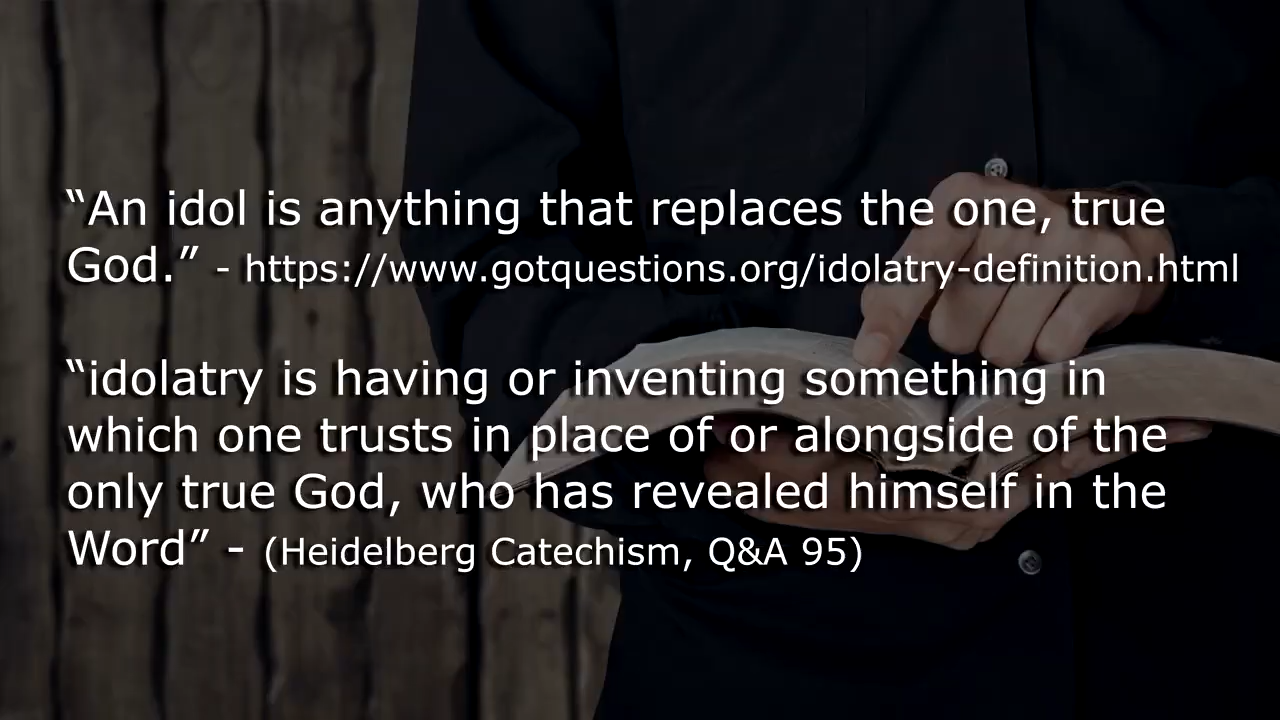 “An idol is anything that replaces the one, true
God.” - https://www.gotquestions.org/idolatry-definition.html
“idolatry is having or inventing something in
which one trusts in place of or alongside of the
only true God, who has revealed himself in the
Word” - (Heidelberg Catechism, Q&A 95)